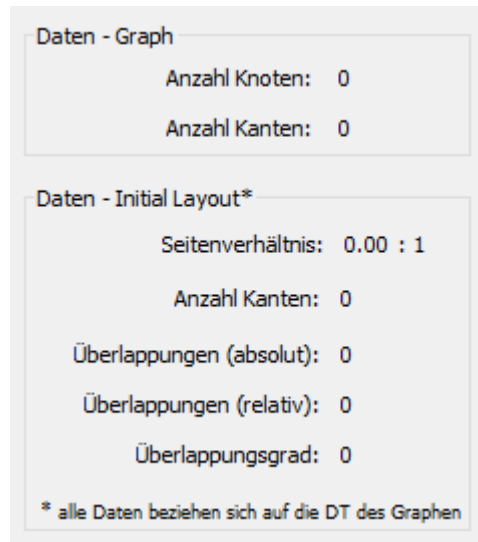 Daten - Graph
Anzahl Knoten: 0
Anzahl Kanten: 0
Daten - Initial Layout*
Seitenverhältnis: 0.00 : 1
Anzahl Kanten: 0
Überlappungen (absolut): 0
Überlappungen (relativ): 0
Überlappungsgrad: 0
* alle Daten beziehen sich auf die DT des Graphen